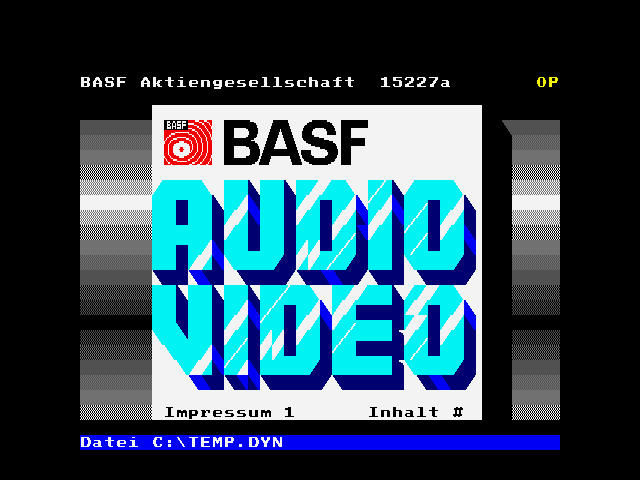 BASF Aktiengesellschaft 15227a OP
BASF BASF
AUDIO
VIDEO
Impressum 1 Inhalt #
Datei C:\TEMP.DYN